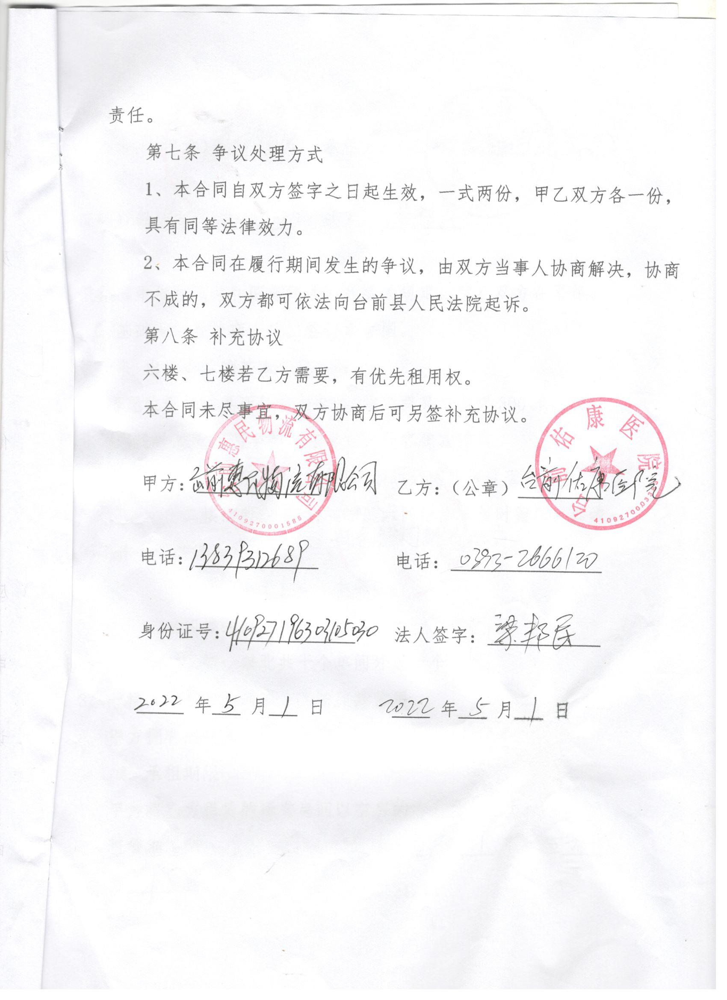 责任。
第七条 争议处理方式
1、本合同自双方签字之日起生效，一式两份，甲乙双方各一份，
具有同等法律效力。
2、本合同在履行期间发生的争议，由双方当事人协商解决，协商
不成的，双方都可依法向台前县人民法院起诉。
第八条 补充协议
六楼、七楼若乙方需要，有优先租用权。
本合同未尽事宜，双方协商后可另签补充协议。
台前惠民物流有限公司
4109270001585
台前佑康医院
4109270003383
甲方：台前惠民物流有限公司 乙方：（公章）台前佑康医院
电话：13839312689 电话：0393-2666120
身份证号：410927196303105030 法人签字：梁邦民
2022 年 5 月 1 日 2022 年 5 月 1 日